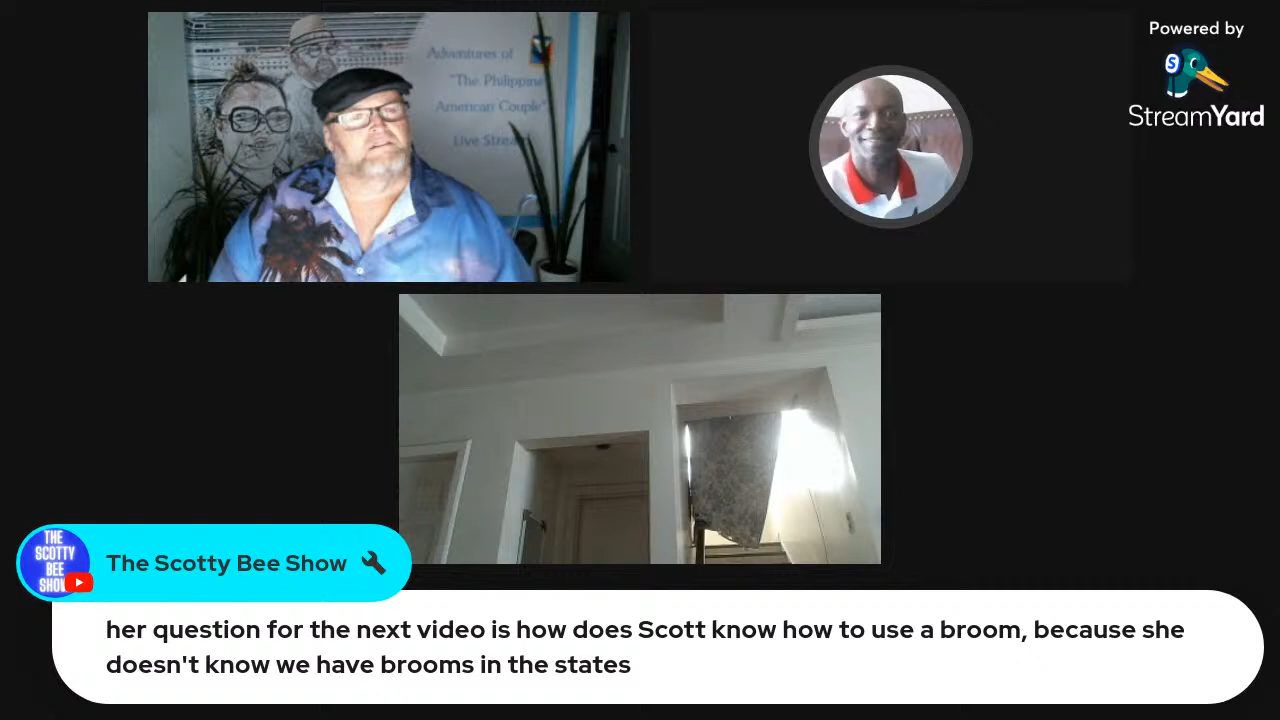 Adventures of
"The Philippine
American Couple"
Live Stream
Powered by
S
StreamYard
THE
SCOTTY
BEE
SHOW
The Scotty Bee Show
her question for the next video is how does Scott know how to use a broom, because she
doesn't know we have brooms in the states